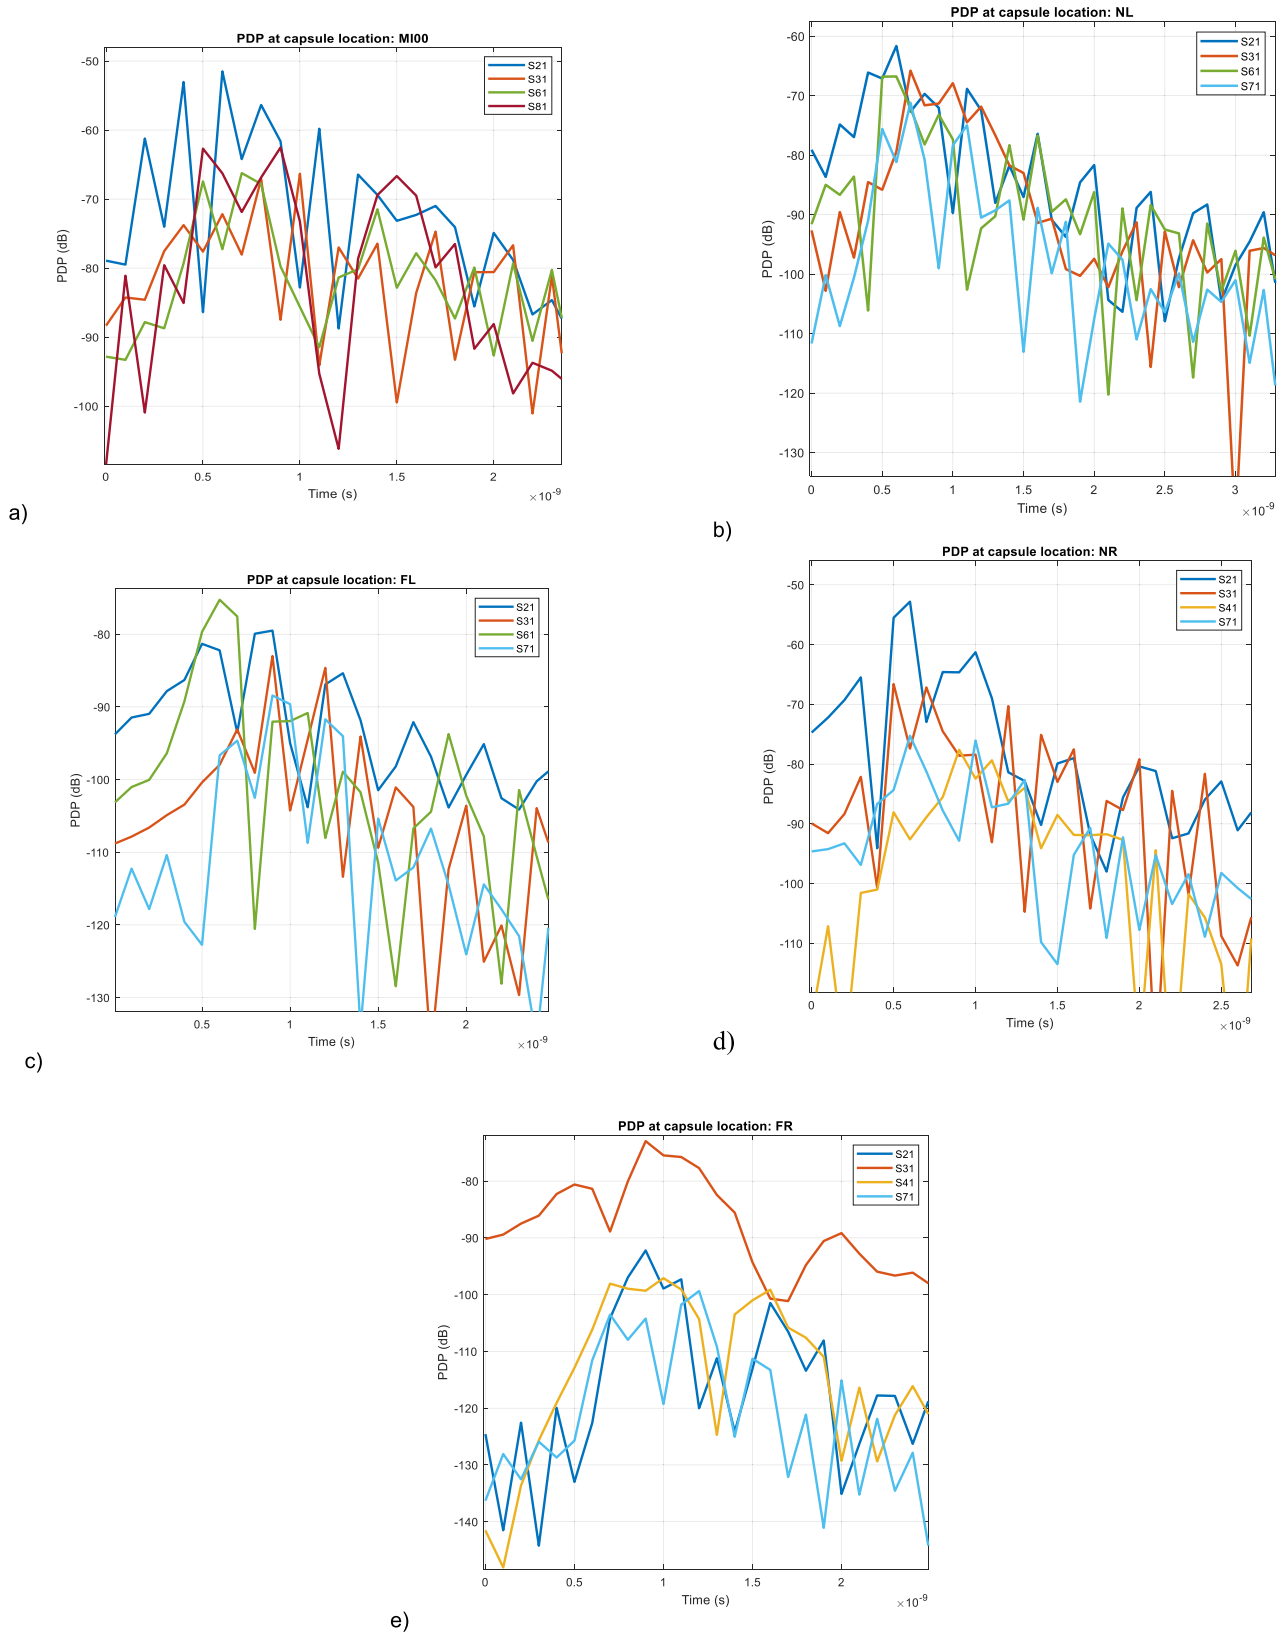 PDP at capsule location: MI00
S21
S31
S61
S81
-50
-60
-70
-80
-90
-100
PDP (dB)
0 0.5 1 1.5 2
Time (s)
×10-9
a)
PDP at capsule location: NL
S21
S31
S61
S71
-60
-70
-80
-90
-100
-110
-120
-130
PDP (dB)
0 0.5 1 1.5 2 2.5 3
Time (s)
×10-9
b)
PDP at capsule location: FL
S21
S31
S61
S71
-80
-90
-100
-110
-120
-130
PDP (dB)
0.5 1 1.5 2
Time (s)
×10-9
c)
PDP at capsule location: NR
S21
S31
S41
S71
-50
-60
-70
-80
-90
-100
-110
PDP (dB)
0 0.5 1 1.5 2 2.5
Time (s)
×10-9
d)
PDP at capsule location: FR
S21
S31
S41
S71
-80
-90
-100
-110
-120
-130
-140
PDP (dB)
0 0.5 1 1.5 2
Time (s)
×10-9
e)